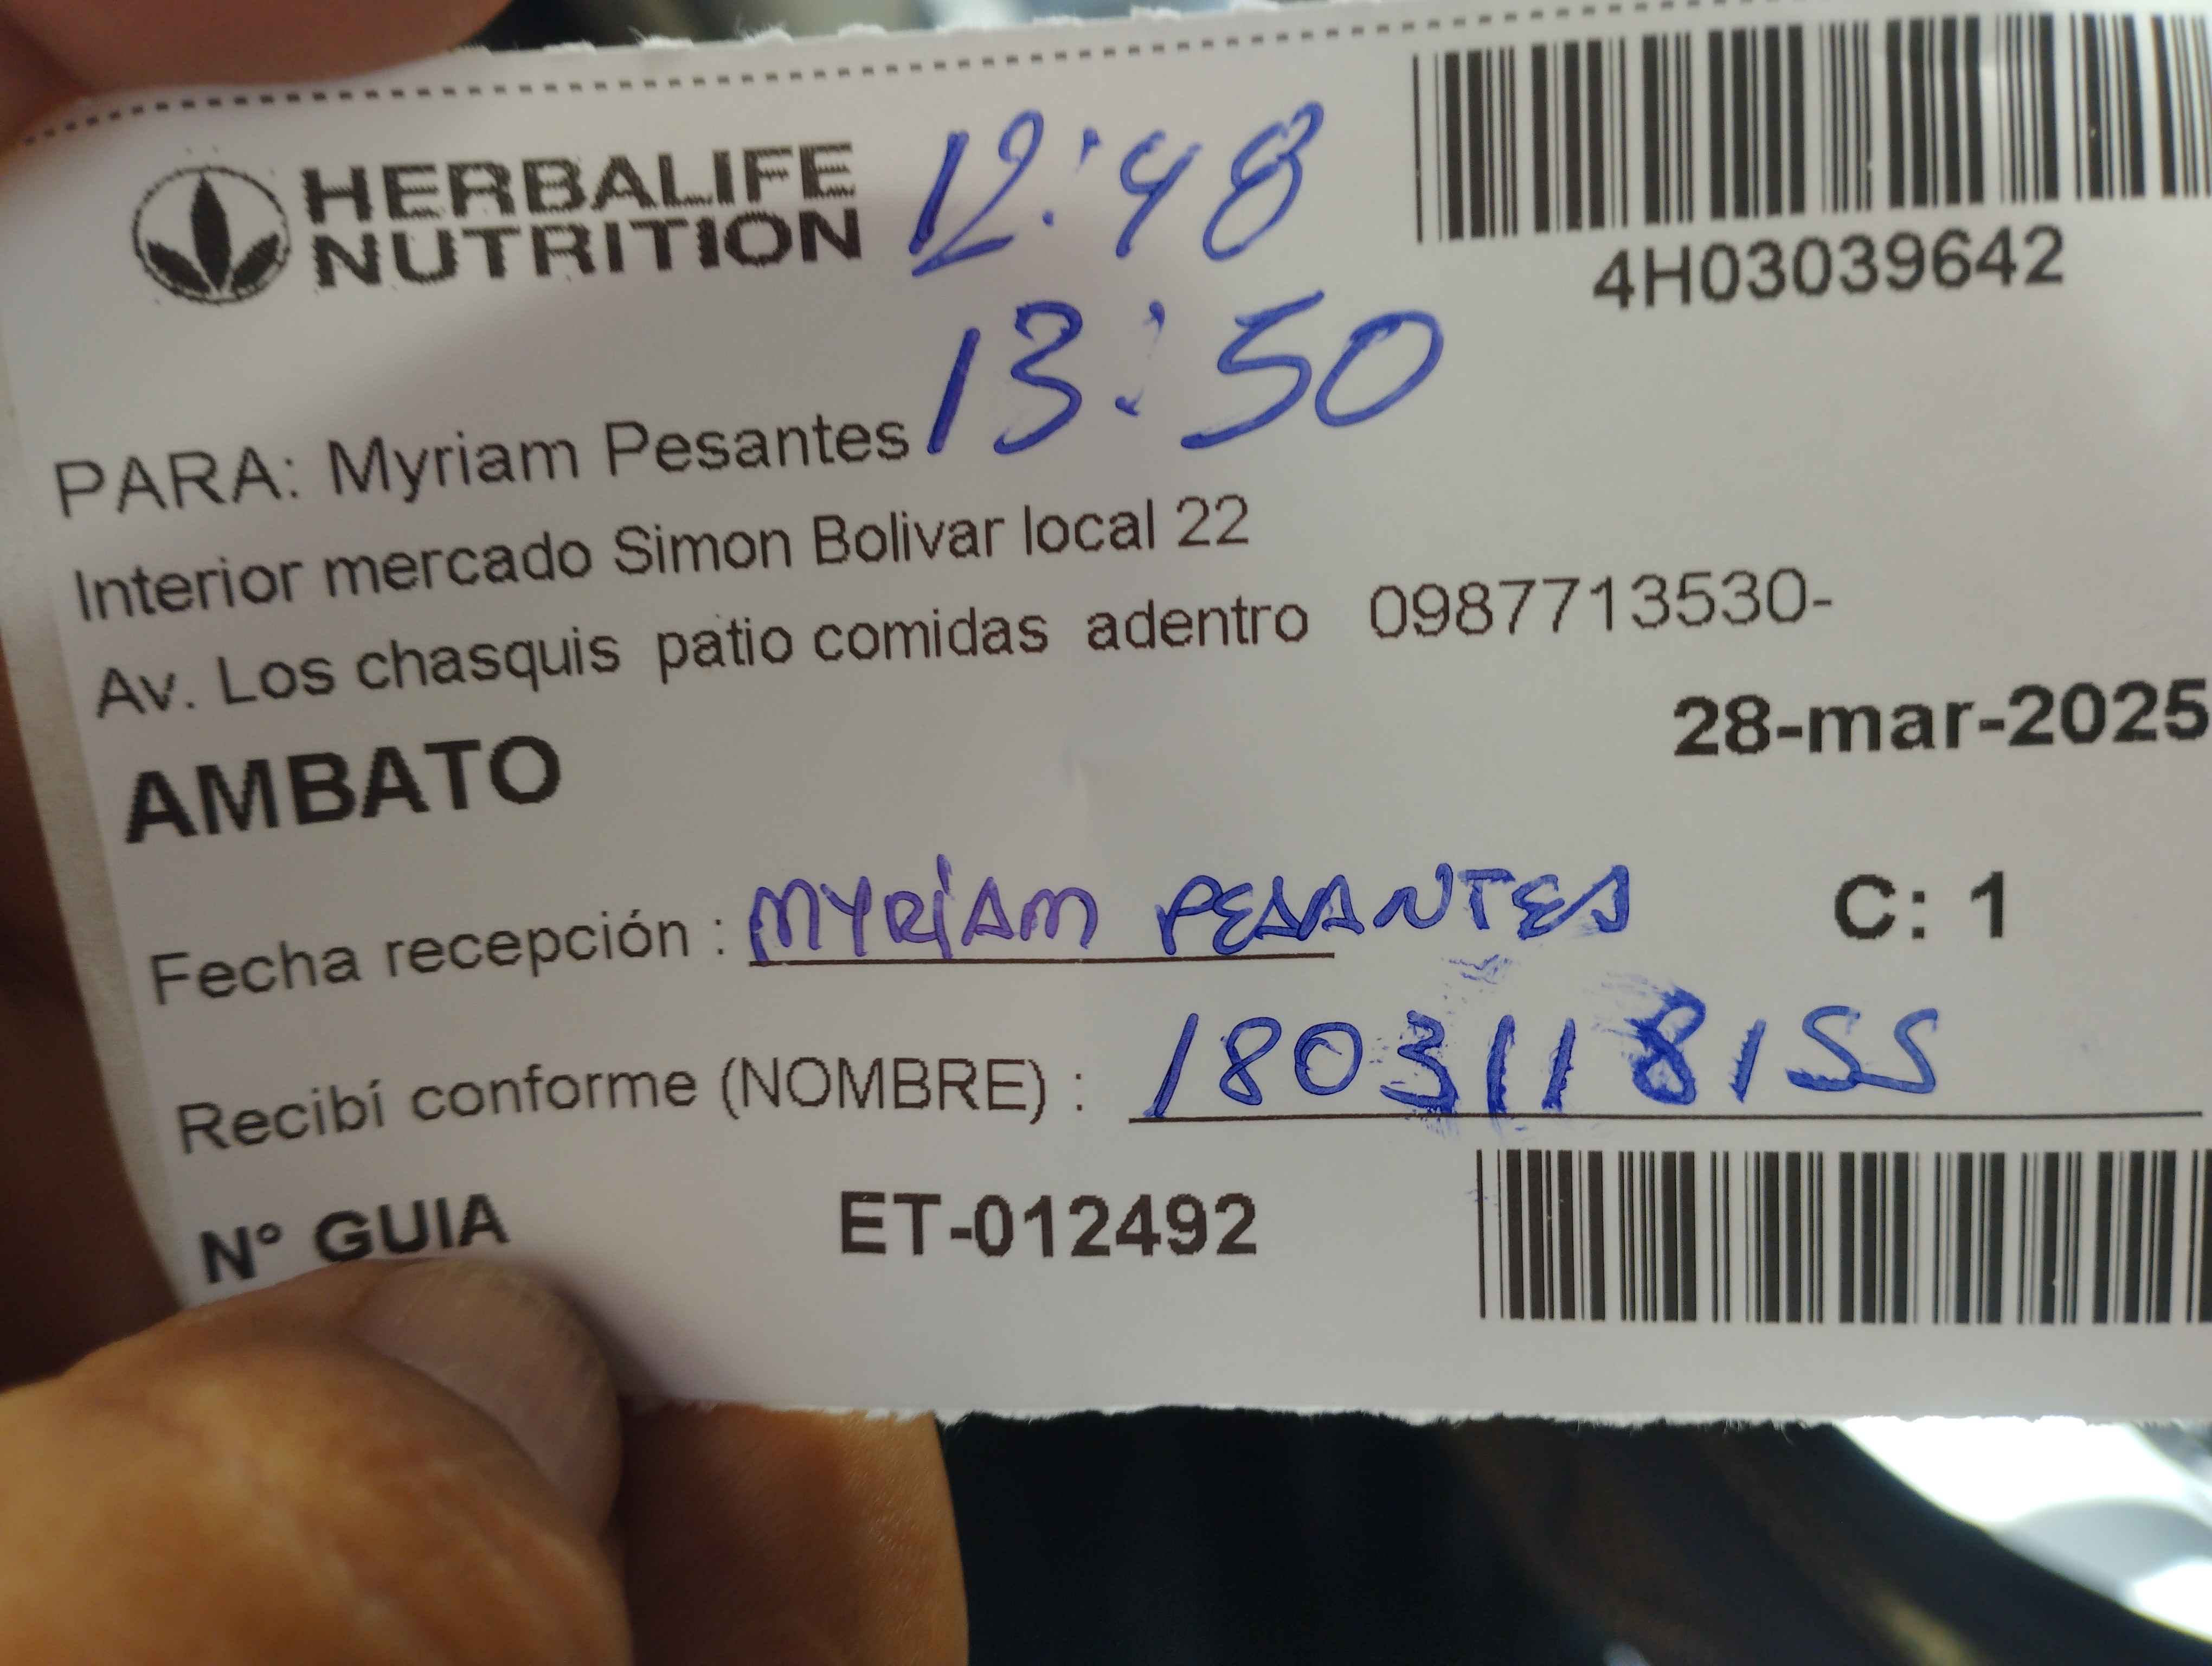 HERBALIFE
NUTRITION
12:48
4H03039642
13:50
PARA: Myriam Pesantes
Interior mercado Simon Bolivar local 22
Av. Los chasquis patio comidas adentro 0987713530-
28-mar-2025
AMBATO
Fecha recepción : MYRiAM PESANTES
C: 1
Recibí conforme (NOMBRE) : 1803118155
N° GUIA ET-012492